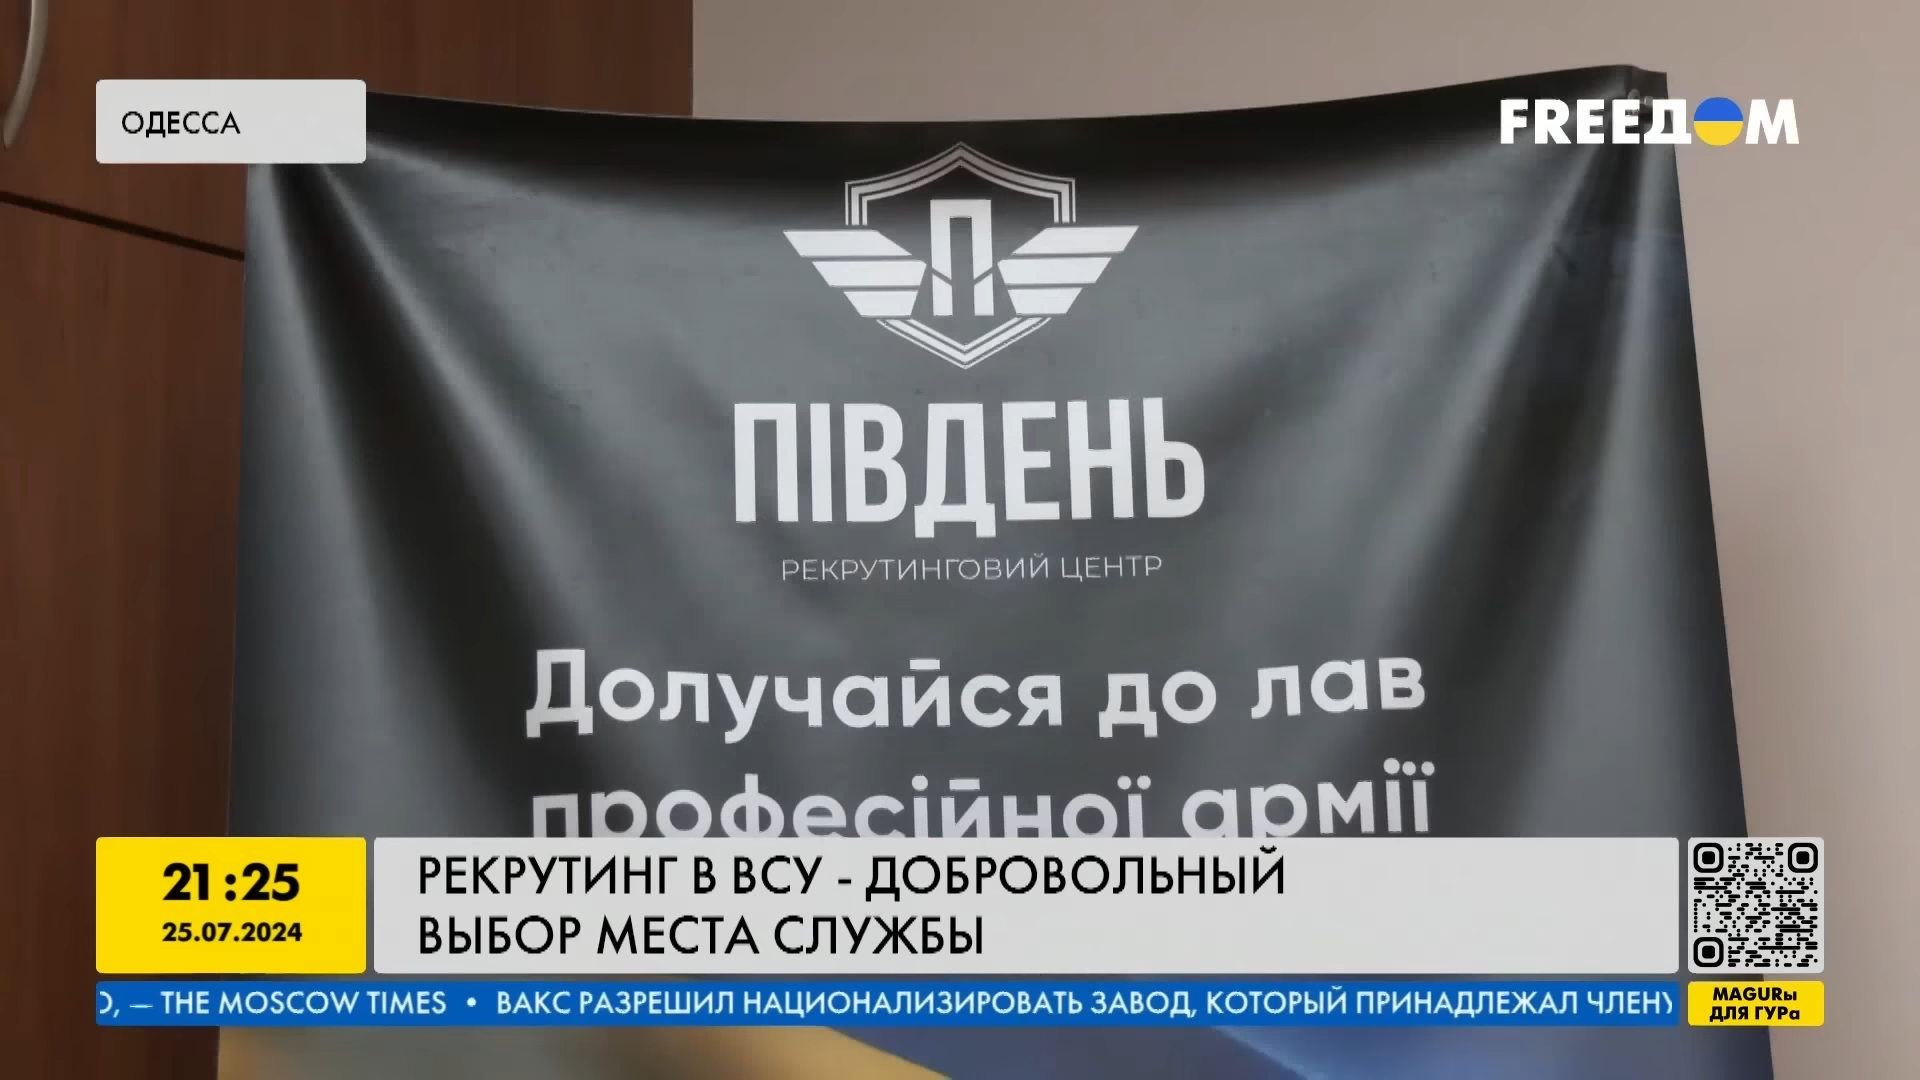 ОДЕССА
FREEДOM
П
ПІВДЕНЬ
РЕКРУТИНГОВИЙ ЦЕНТР
Долучайся до лав
професійної армії
21:25
25.07.2024
РЕКРУТИНГ В ВСУ - ДОБРОВОЛЬНЫЙ
ВЫБОР МЕСТА СЛУЖБЫ
О, — THE MOSCOW TIMES • ВАКС РАЗРЕШИЛ НАЦИОНАЛИЗИРОВАТЬ ЗАВОД, КОТОРЫЙ ПРИНАДЛЕЖАЛ ЧЛЕНУ
MAGURы
ДЛЯ ГУРа